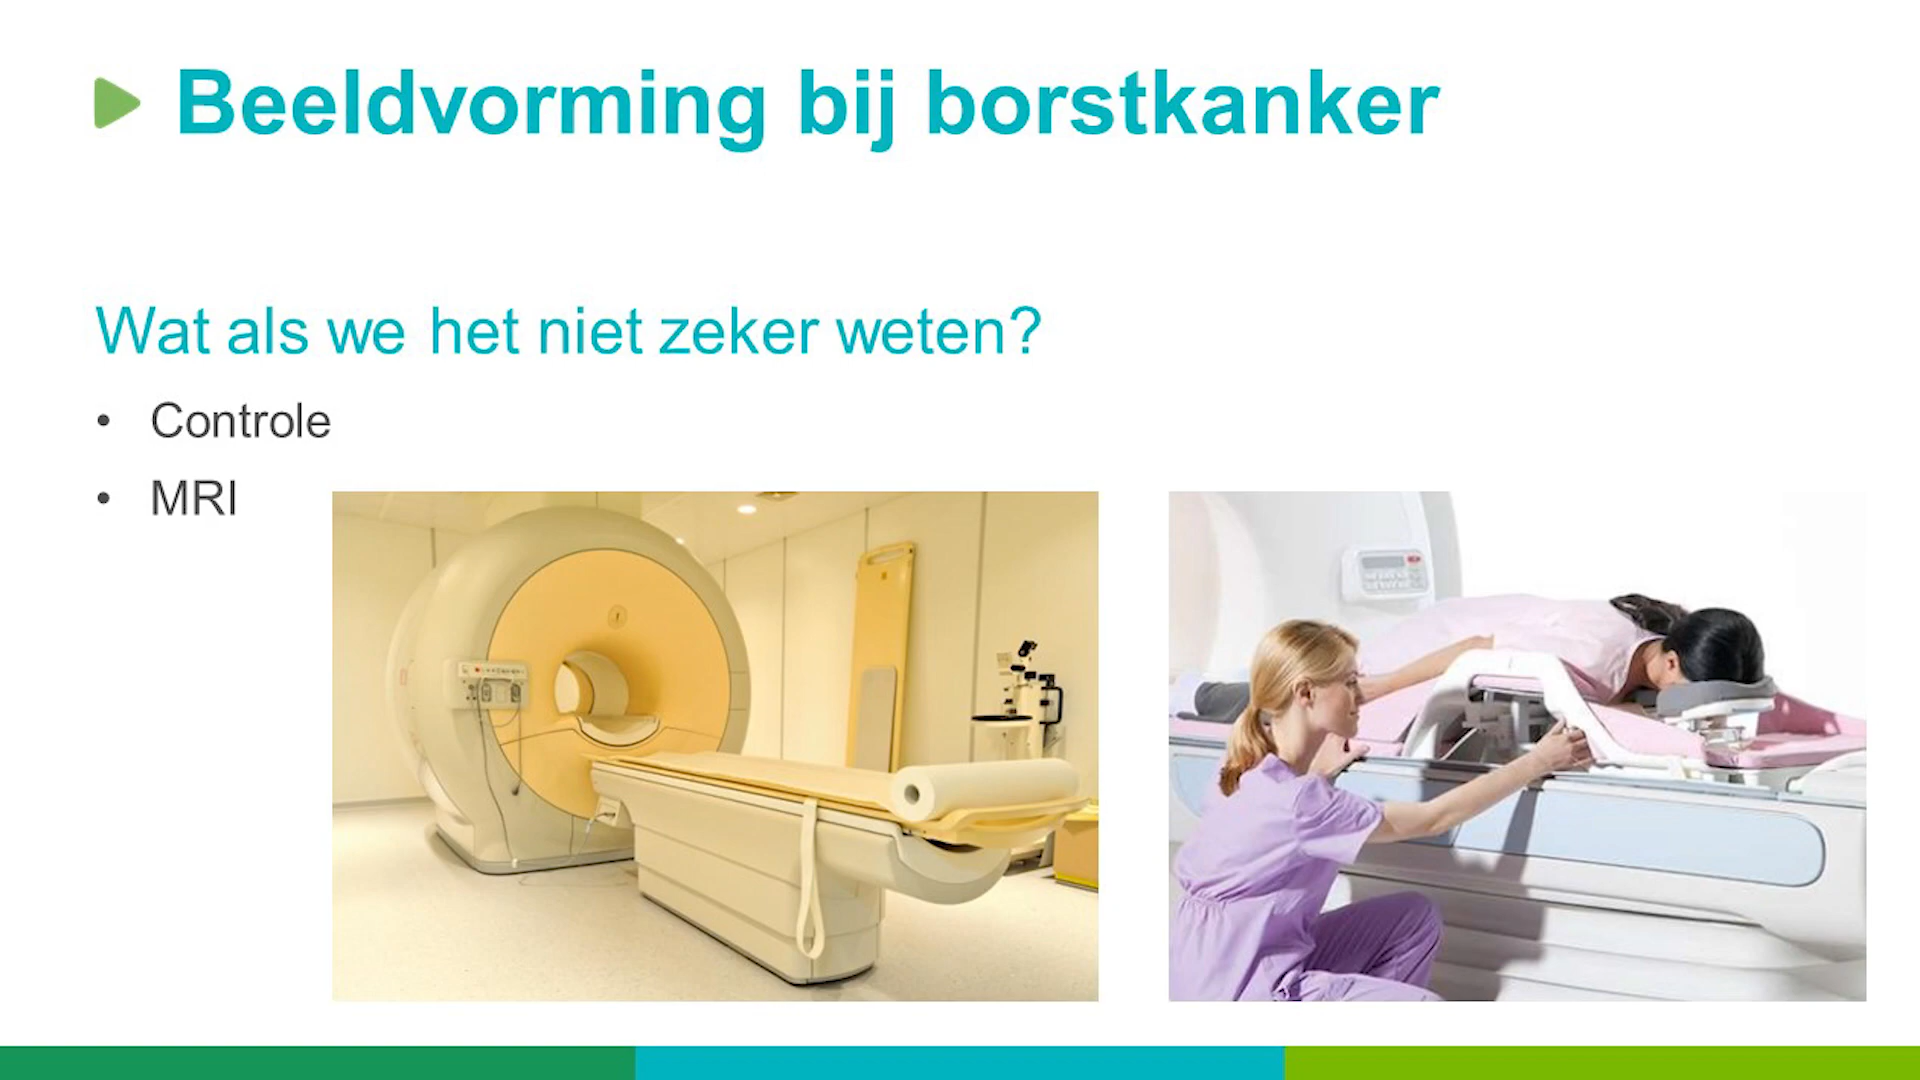 Beeldvorming bij borstkanker
Wat als we het niet zeker weten?
• Controle
• MRI